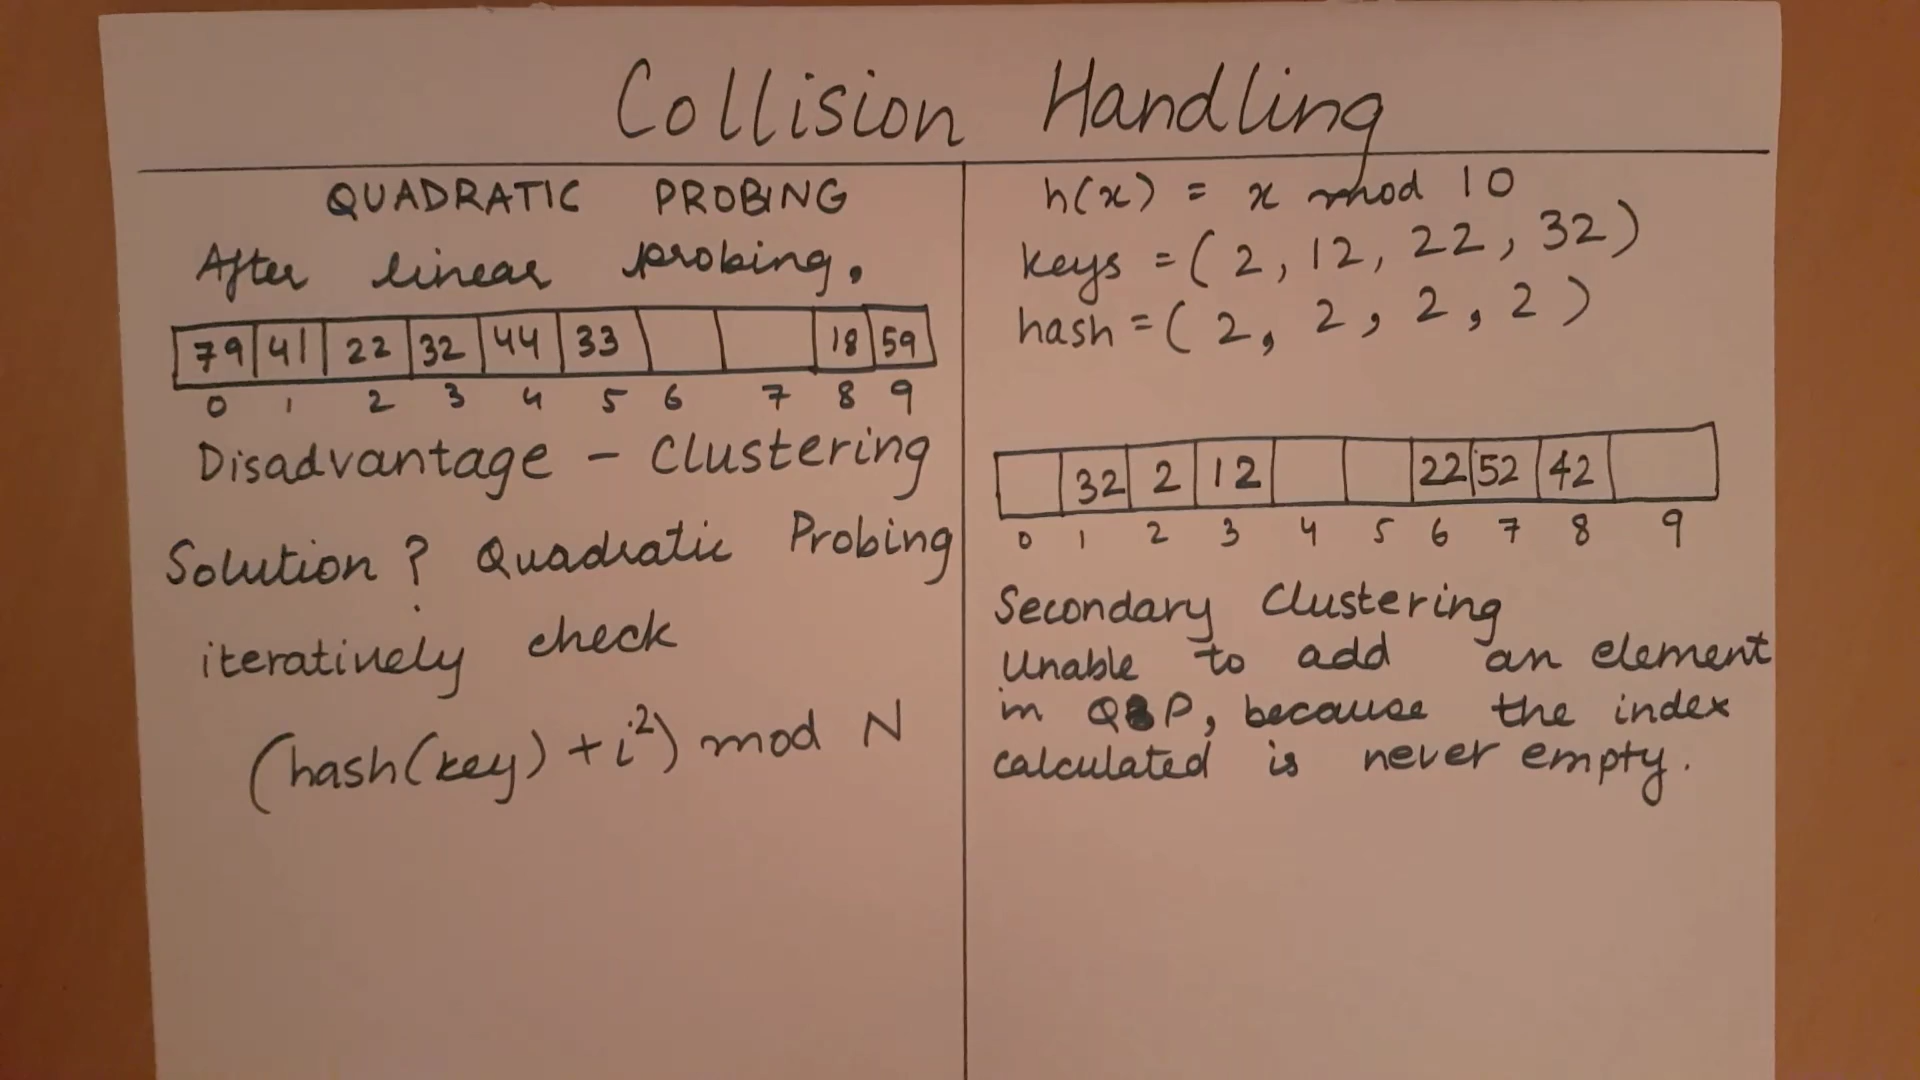 Collision Handling
QUADRATIC PROBING
After linear probing,
79 41 22 32 44 33 18 59
0 1 2 3 4 5 6 7 8 9
Disadvantage - Clustering
Solution ? Quadratic Probing
iteratively check
(hash(key) + i²) mod N
h(x) = x mod 10
keys = ( 2, 12, 22, 32 )
hash = ( 2, 2, 2, 2 )
32 2 12 22 52 42
0 1 2 3 4 5 6 7 8 9
Secondary Clustering
Unable to add an element
in QP, because the index
calculated is never empty.